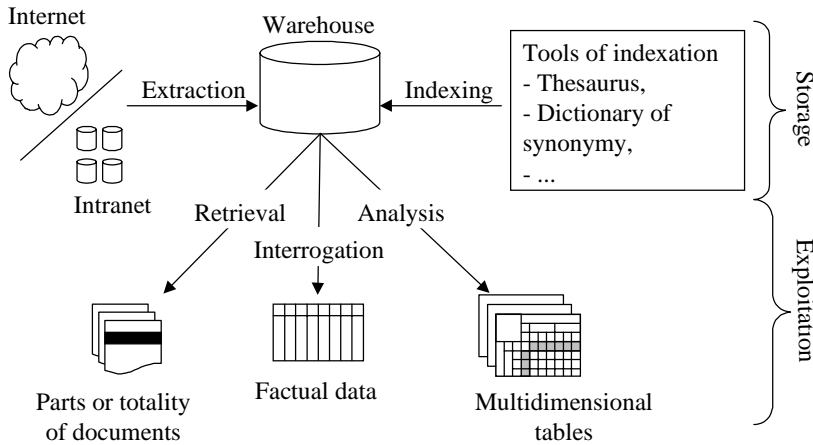 Internet
Warehouse
Extraction
Indexing
Tools of indexation
- Thesaurus,
- Dictionary of
synonymy,
- ...
Storage
Intranet
Retrieval
Analysis
Interrogation
Exploitation
Parts or totality
of documents
Factual data
Multidimensional
tables